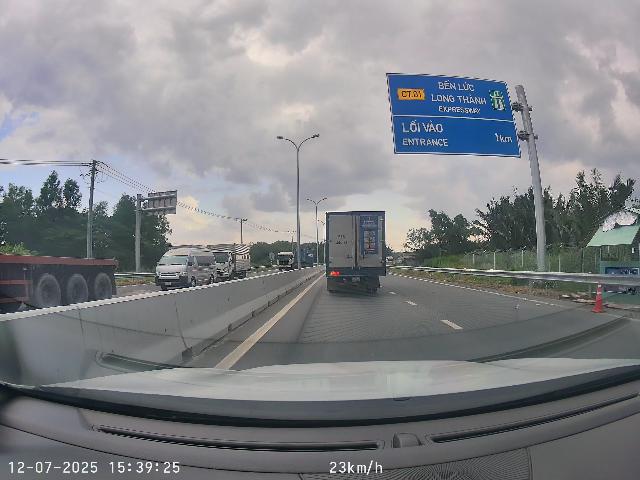 CT.01
BẾN LỨC
LONG THÀNH
EXPRESSWAY
LỐI VÀO
ENTRANCE
1km
12-07-2025 15:39:25
23km/h